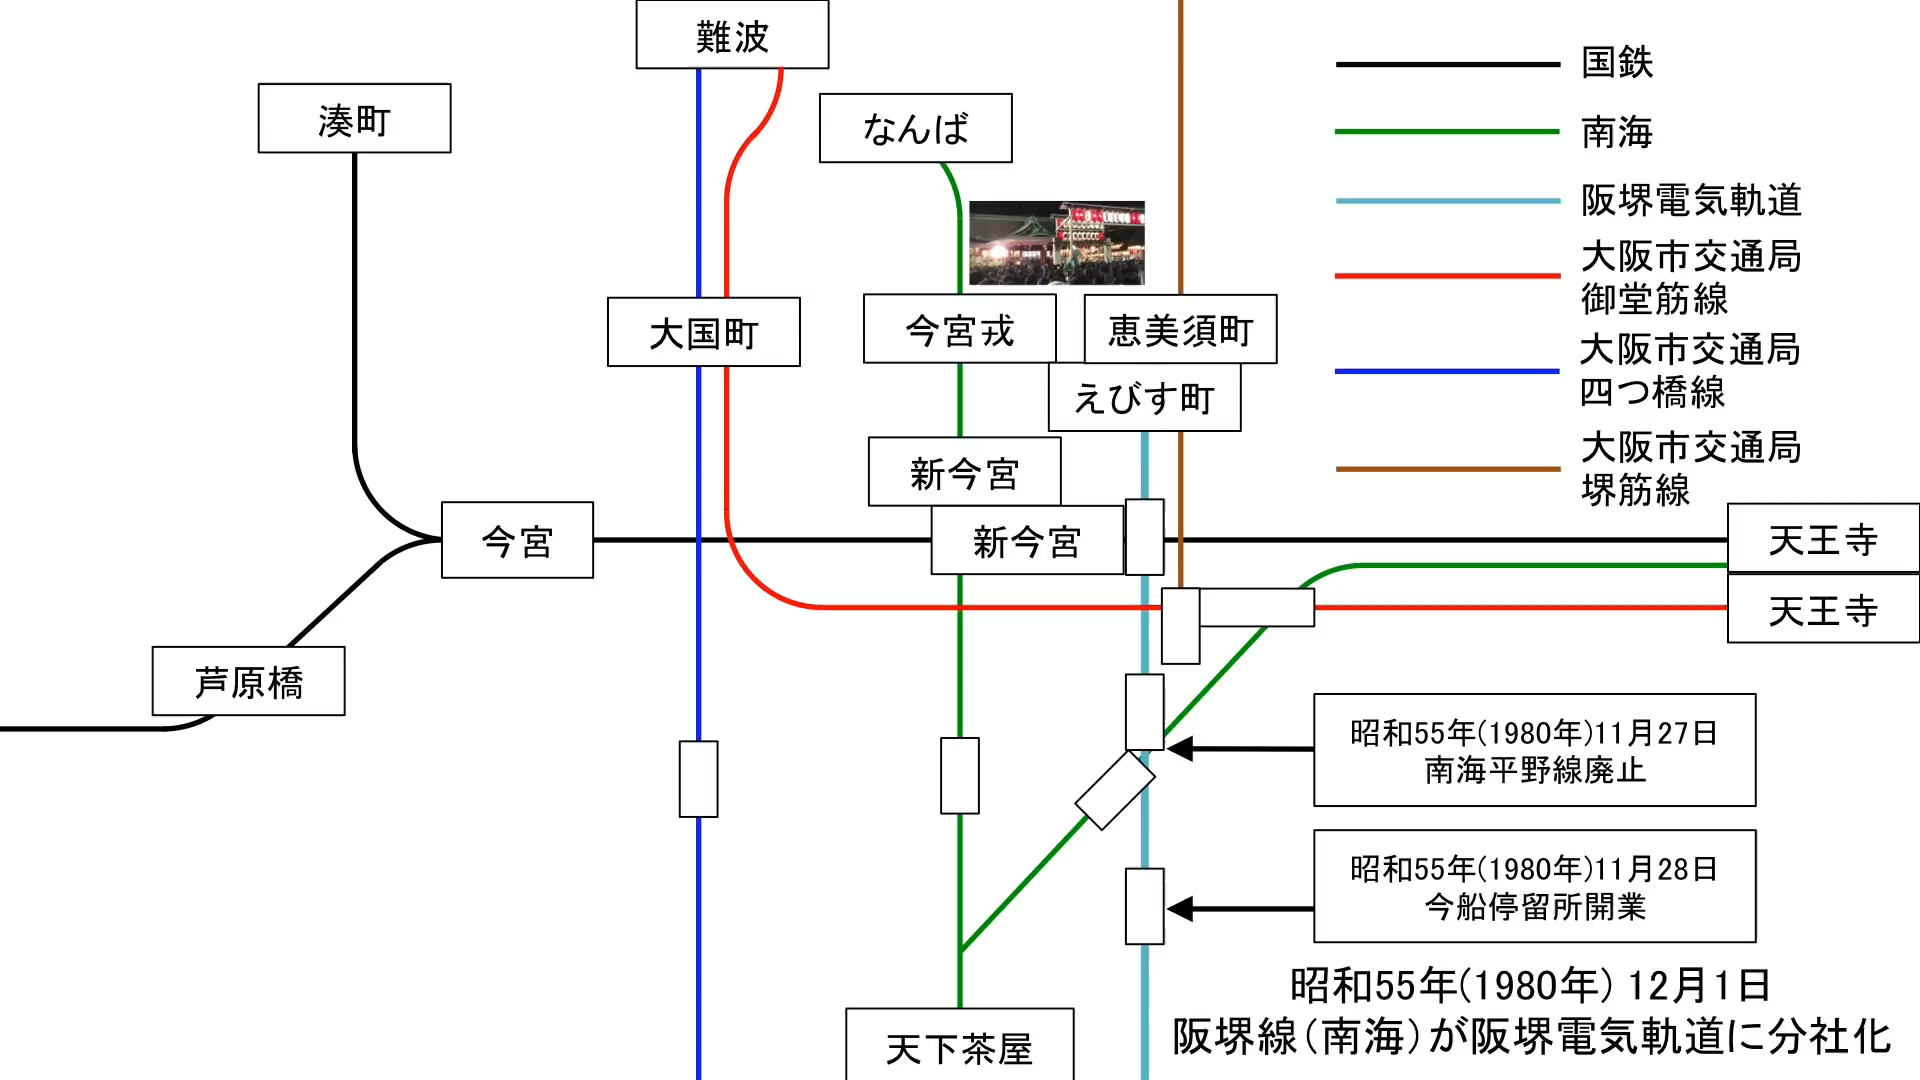 難波
湊町
なんば
国鉄
南海
阪堺電気軌道
大阪市交通局
御堂筋線
大阪市交通局
四つ橋線
大阪市交通局
堺筋線
大国町
今宮戎
恵美須町
えびす町
新今宮
今宮
新今宮
天王寺
天王寺
芦原橋
昭和55年(1980年)11月27日
南海平野線廃止
昭和55年(1980年)11月28日
今船停留所開業
天下茶屋
昭和55年(1980年) 12月1日
阪堺線(南海)が阪堺電気軌道に分社化